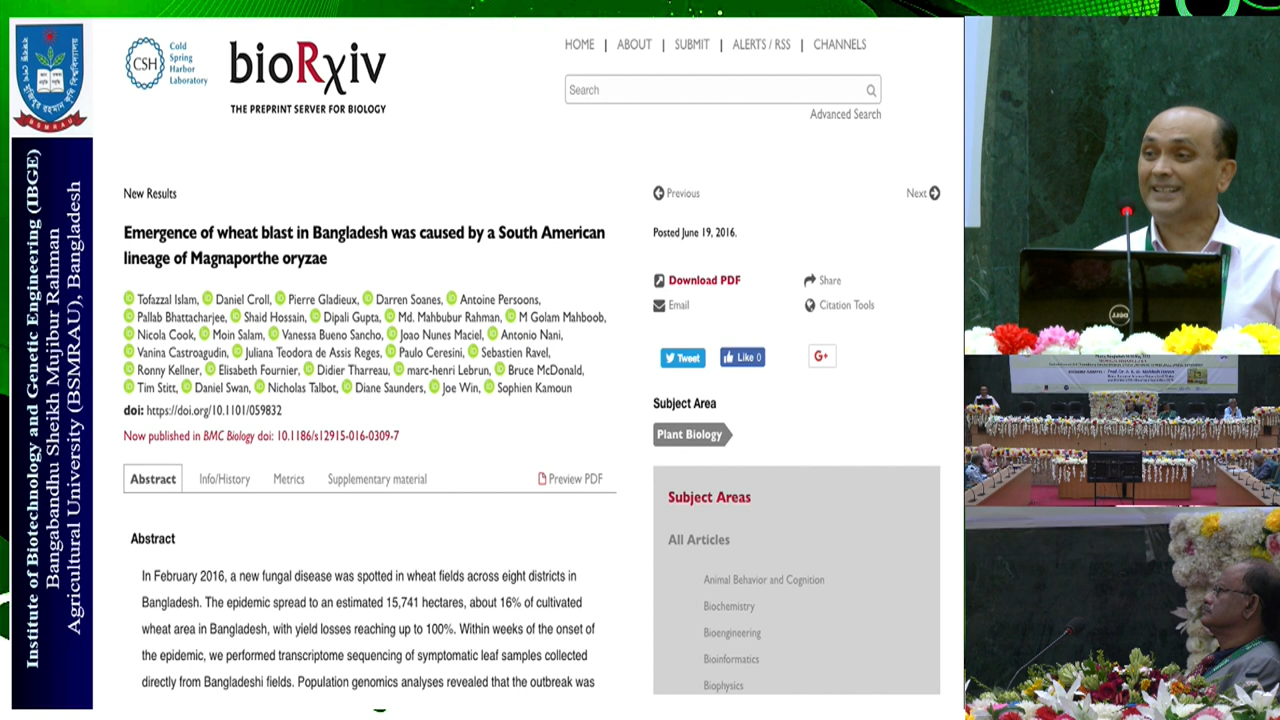 BSMRAU
Institute of Biotechnology and Genetic Engineering (IBGE)
Bangabandhu Sheikh Mujibur Rahman
Agricultural University (BSMRAU), Bangladesh
CSH
Cold
Spring
Harbor
Laboratory
bioRχiv
THE PREPRINT SERVER FOR BIOLOGY
HOME | ABOUT | SUBMIT | ALERTS / RSS | CHANNELS
Search
Advanced Search
New Results
Previous
Next
Emergence of wheat blast in Bangladesh was caused by a South American
lineage of Magnaporthe oryzae
Posted June 19, 2016.
Tofazzal Islam, Daniel Croll, Pierre Gladieux, Darren Soanes, Antoine Persoons,
Pallab Bhattacharjee, Shaid Hossain, Dipali Gupta, Md. Mahbubur Rahman, M Golam Mahboob,
Nicola Cook, Moin Salam, Vanessa Bueno Sancho, Joao Nunes Maciel, Antonio Nani,
Vanina Castroagudin, Juliana Teodora de Assis Reges, Paulo Ceresini, Sebastien Ravel,
Ronny Kellner, Elisabeth Fournier, Didier Tharreau, marc-henri Lebrun, Bruce McDonald,
Tim Stitt, Daniel Swan, Nicholas Talbot, Diane Saunders, Joe Win, Sophien Kamoun
doi: https://doi.org/10.1101/059832
Now published in BMC Biology doi: 10.1186/s12915-016-0309-7
Download PDF
Share
Email
Citation Tools
Tweet
Like 0
G+
Subject Area
Plant Biology
Abstract
Info/History
Metrics
Supplementary material
Preview PDF
Abstract
In February 2016, a new fungal disease was spotted in wheat fields across eight districts in
Bangladesh. The epidemic spread to an estimated 15,741 hectares, about 16% of cultivated
wheat area in Bangladesh, with yield losses reaching up to 100%. Within weeks of the onset of
the epidemic, we performed transcriptome sequencing of symptomatic leaf samples collected
directly from Bangladeshi fields. Population genomics analyses revealed that the outbreak was
Subject Areas
All Articles
Animal Behavior and Cognition
Biochemistry
Bioengineering
Bioinformatics
Biophysics
DELL